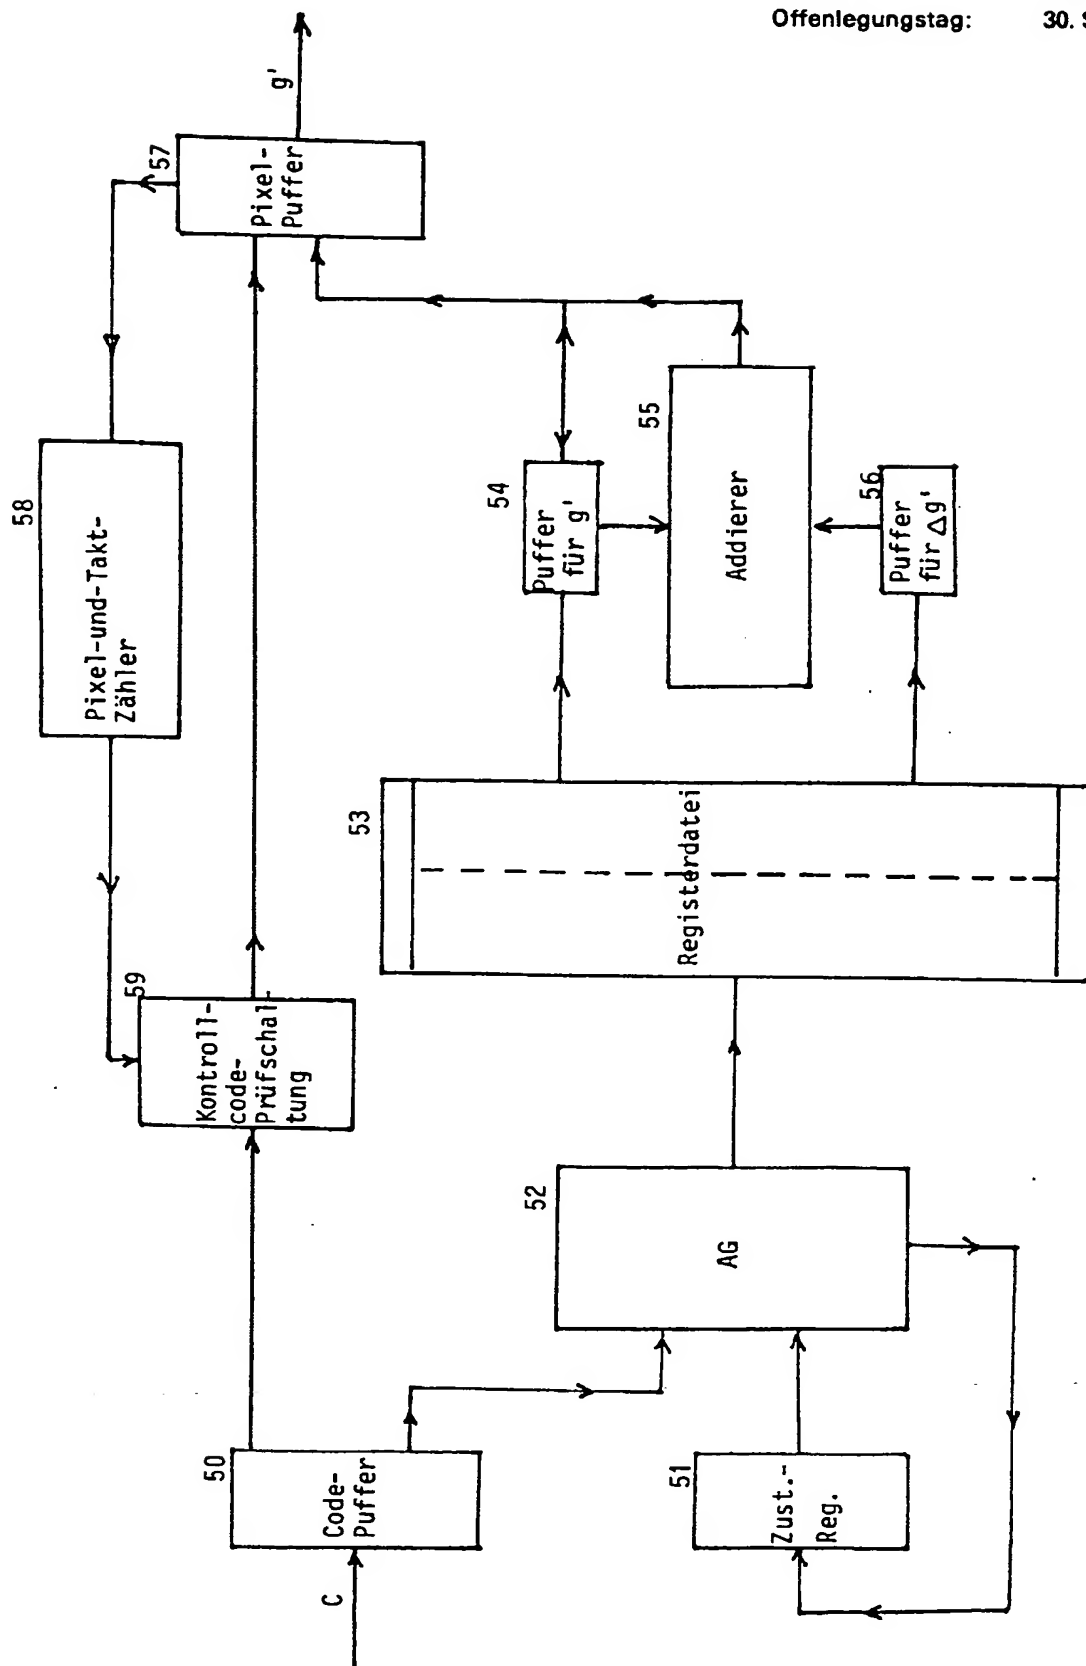 Offenlegungstag: 30.
g'
57
Pixel-
Puffer
58
Pixel-und-Takt-
Zähler
59
Kontroll-
code-
Prüfschal
tung
54
Puffer
für g'
55
Addierer
56
Puffer
für Δg'
53
Registerdatei
52
AG
50
Code-
Puffer
C
51
Zust.-
Reg.